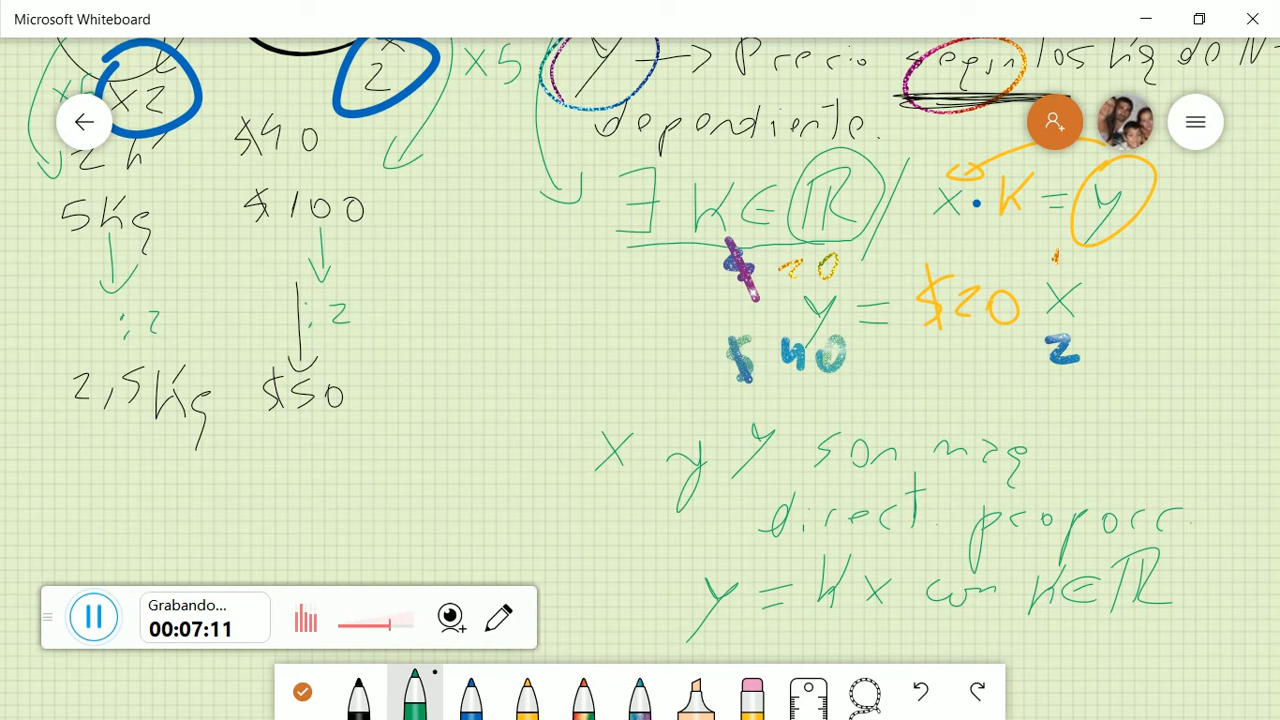 Microsoft Whiteboard
x2
2
x5
y → Precio según los Kg de
dependiente.
$40
5Kg $100
:2 :2
2,5Kg $50
∃ K ∈ ℝ / x · K = y
$ 20 1
y = $20 x
$ 40 2
x y y son mag
direct. proporc.
y = K x con K ∈ ℝ
Grabando...
00:07:11